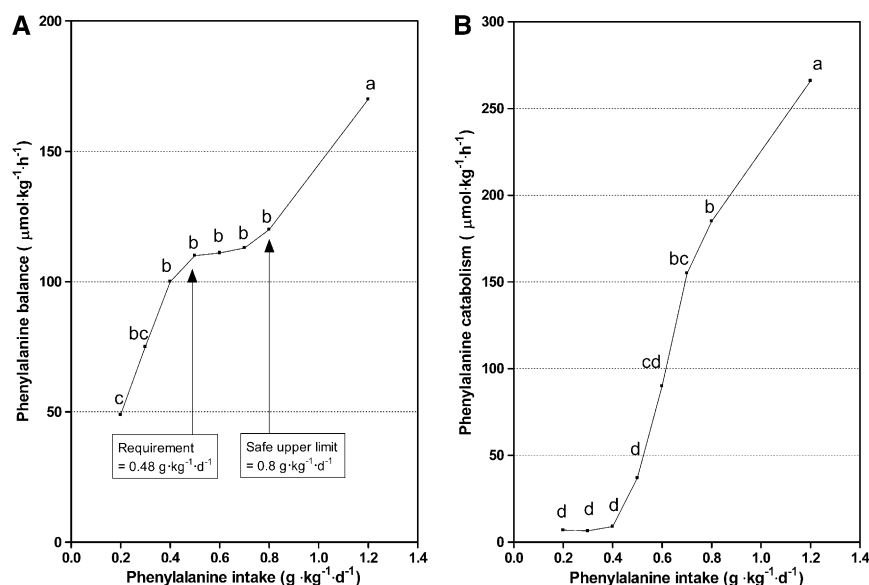 A
200
150
100
50
0
Phenylalanine balance ( μmol·kg⁻¹·h⁻¹)
c
bc
b
b
b
b
b
a
Requirement
= 0.48 g·kg⁻¹·d⁻¹
Safe upper limit
= 0.8 g·kg⁻¹·d⁻¹
0.0 0.2 0.4 0.6 0.8 1.0 1.2 1.4
Phenylalanine intake (g ·kg⁻¹·d⁻¹)
B
300
250
200
150
100
50
0
Phenylalanine catabolism ( μmol·kg⁻¹·h⁻¹)
d
d
d
d
cd
bc
b
a
0.0 0.2 0.4 0.6 0.8 1.0 1.2 1.4
Phenylalanine intake (g ·kg⁻¹·d⁻¹)